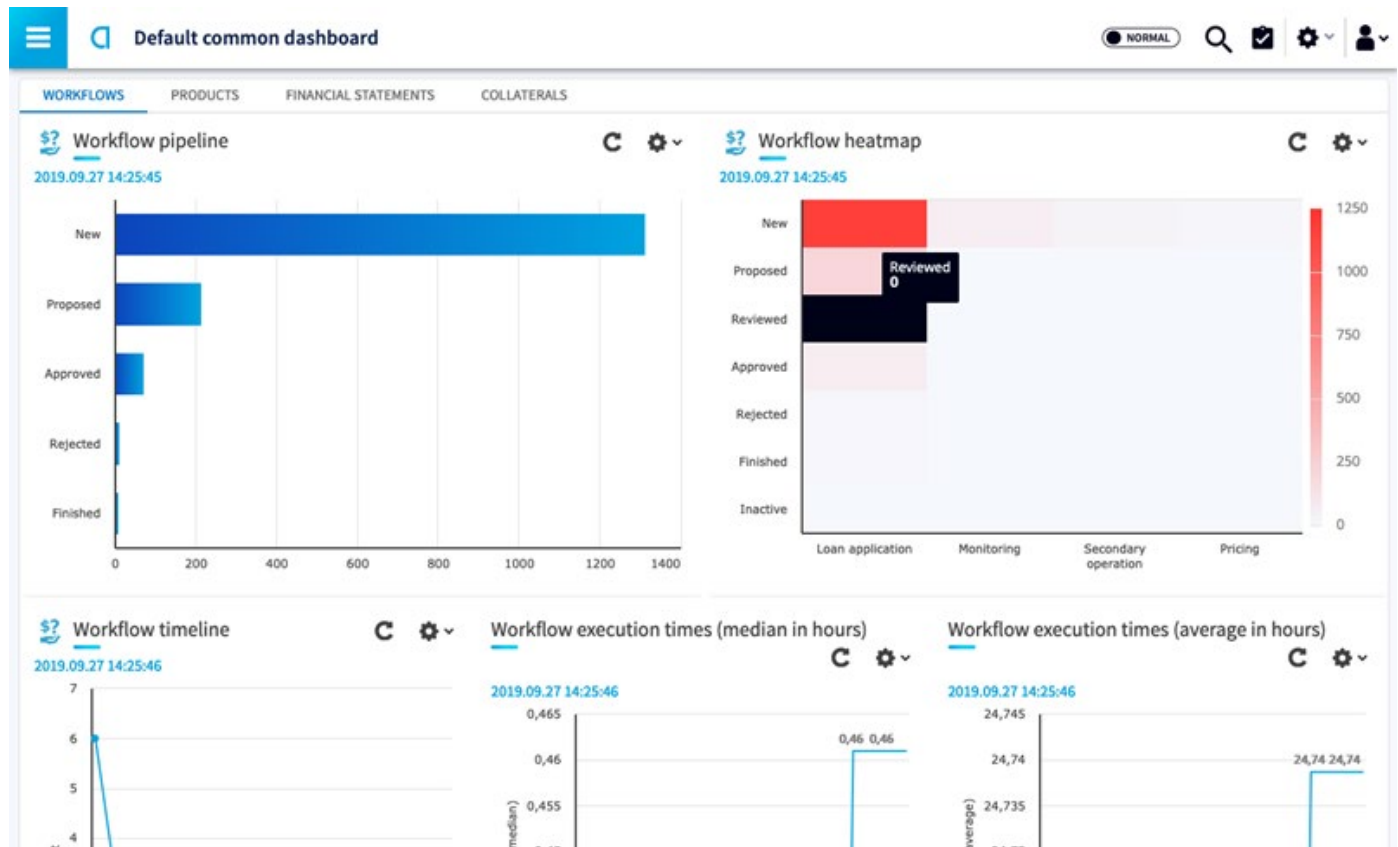 Default common dashboard
NORMAL
WORKFLOWS PRODUCTS FINANCIAL STATEMENTS COLLATERALS
$?
Workflow pipeline
2019.09.27 14:25:45
New
Proposed
Approved
Rejected
Finished
0 200 400 600 800 1000 1200 1400
$?
Workflow heatmap
2019.09.27 14:25:45
New
Proposed
Reviewed
Approved
Rejected
Finished
Inactive
Reviewed
0
Loan application Monitoring Secondary operation Pricing
1250
1000
750
500
250
0
$?
Workflow timeline
2019.09.27 14:25:46
7
6
5
4
Workflow execution times (median in hours)
2019.09.27 14:25:46
0,465
0,46
0,455
0,46 0,46
median)
Workflow execution times (average in hours)
2019.09.27 14:25:46
24,745
24,74
24,735
24,74 24,74
average)